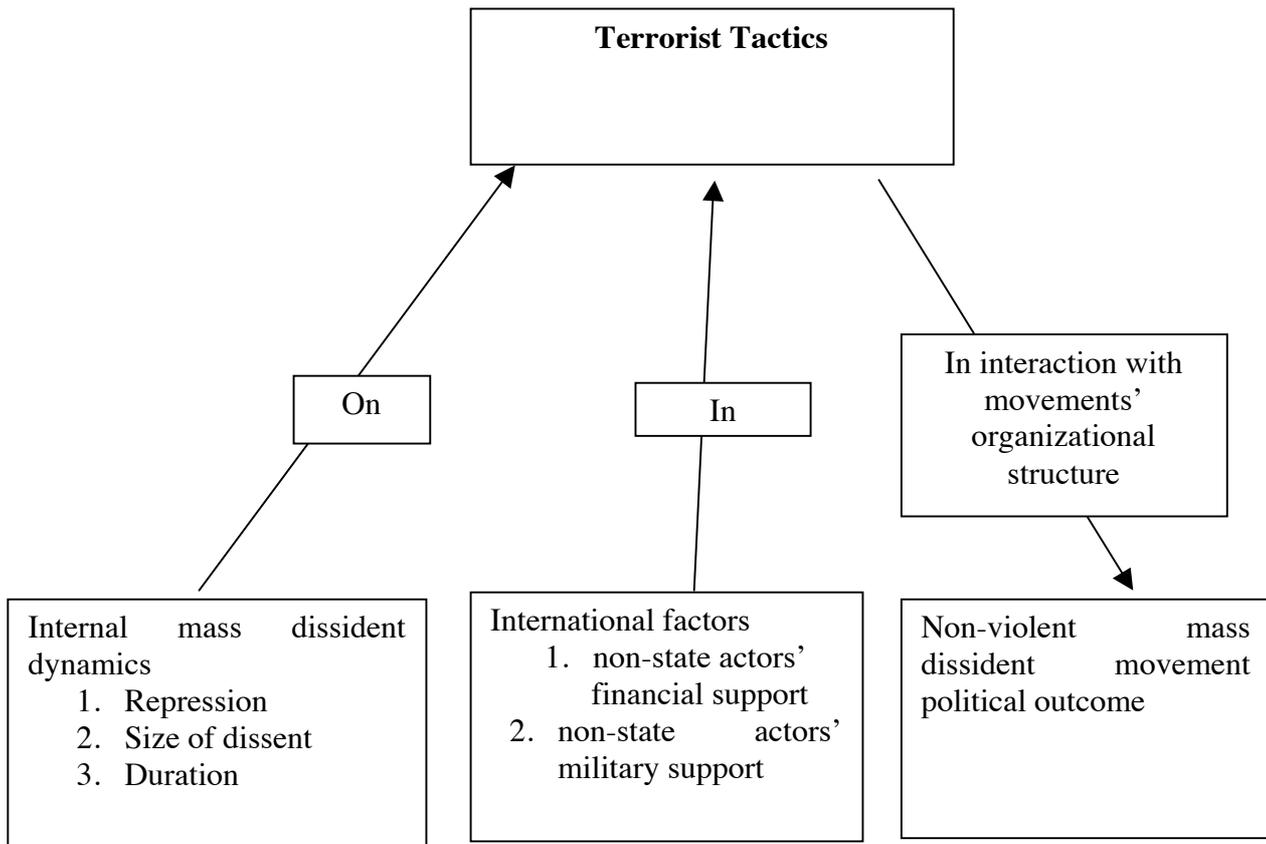 Terrorist Tactics
On
In
In interaction with
movements’
organizational
structure
Internal mass dissident
dynamics
1. Repression
2. Size of dissent
3. Duration
International factors
1. non-state actors’
financial support
2. non-state actors’
military support
Non-violent mass
dissident movement
political outcome